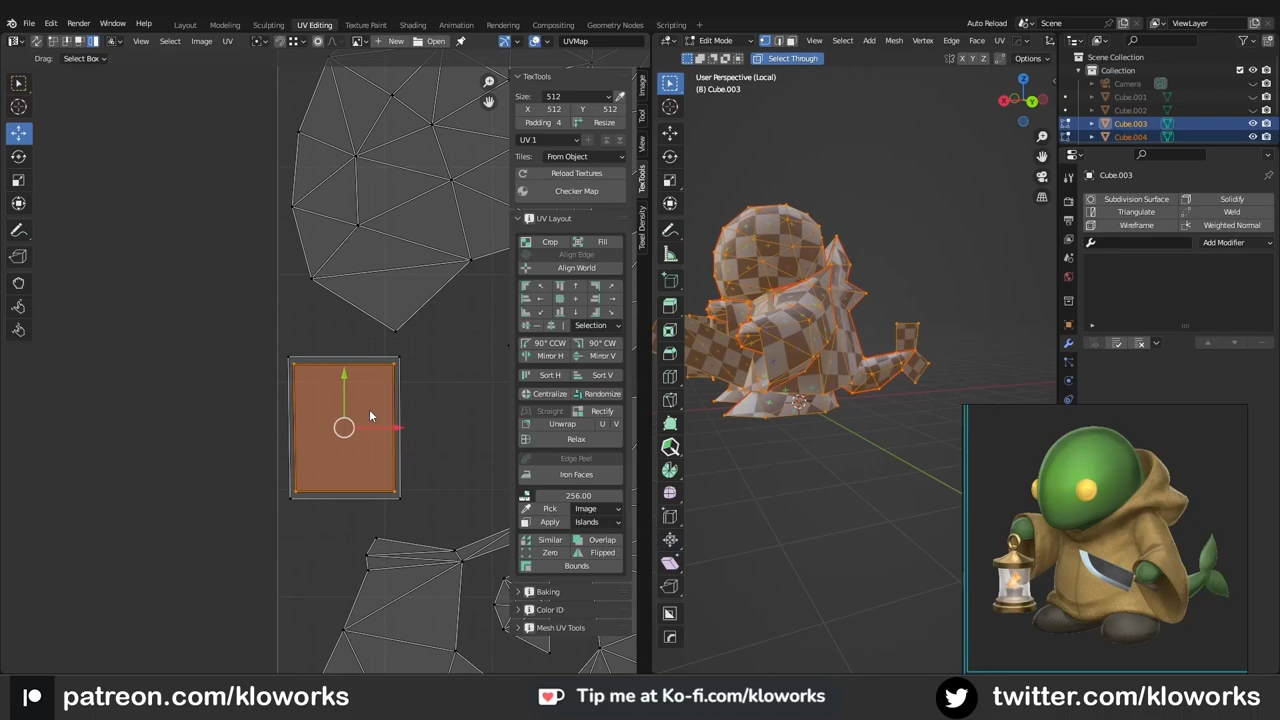 File Edit Render Window Help Layout Modeling Sculpting UV Editing Texture Paint Shading Animation Rendering Compositing Geometry Nodes Scripting + Auto Reload Scene ViewLayer
View Select Image UV New Open UVMap Edit Mode View Select Add Mesh Vertex Edge Face UV
Drag: Select Box Select Through X Y Z Options
TexTools
Size: 512
X 512 Y 512
Padding 4 Resize
UV 1
Tiles: From Object
Reload Textures
Checker Map
UV Layout
Crop Fill
Align Edge
Align World
Selection
90° CCW 90° CW
Mirror H Mirror V
Sort H Sort V
Centralize Randomize
Straight Rectify
Unwrap U V
Relax
Edge Peel
Iron Faces
256.00
Pick Image
Apply Islands
Similar Overlap
Zero Flipped
Bounds
Baking
Color ID
Mesh UV Tools
Image
Tool
View
TexTools
Texel Density
User Perspective (Local)
(8) Cube.003
X
Y
Z
Scene Collection
Collection
Camera
Cube.001
Cube.002
Cube.003
Cube.004
Cube.003
Subdivision Surface Solidify
Triangulate Weld
Wireframe Weighted Normal
Add Modifier
patreon.com/kloworks Tip me at Ko-fi.com/kloworks twitter.com/kloworks